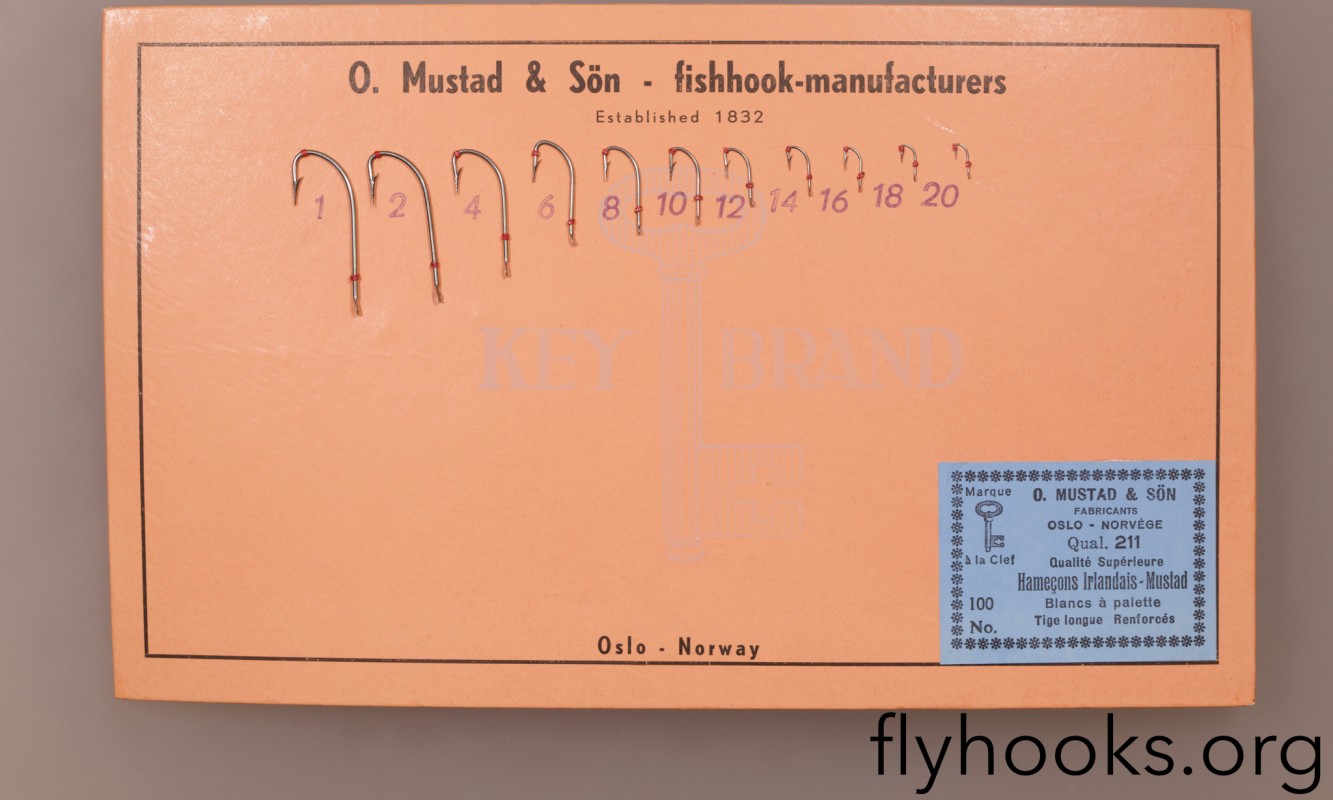 O. Mustad & Sön - fishhook-manufacturers
Established 1832
1 2 4 6 8 10 12 14 16 18 20
KEY BRAND
Marque
à la Clef
100
No.
O. MUSTAD & SÖN
FABRICANTS
OSLO - NORVÈGE
Qual. 211
Qualité Supérieure
Hameçons Irlandais-Mustad
Blancs à palette
Tige longue Renforcés
Oslo - Norway
flyhooks.org